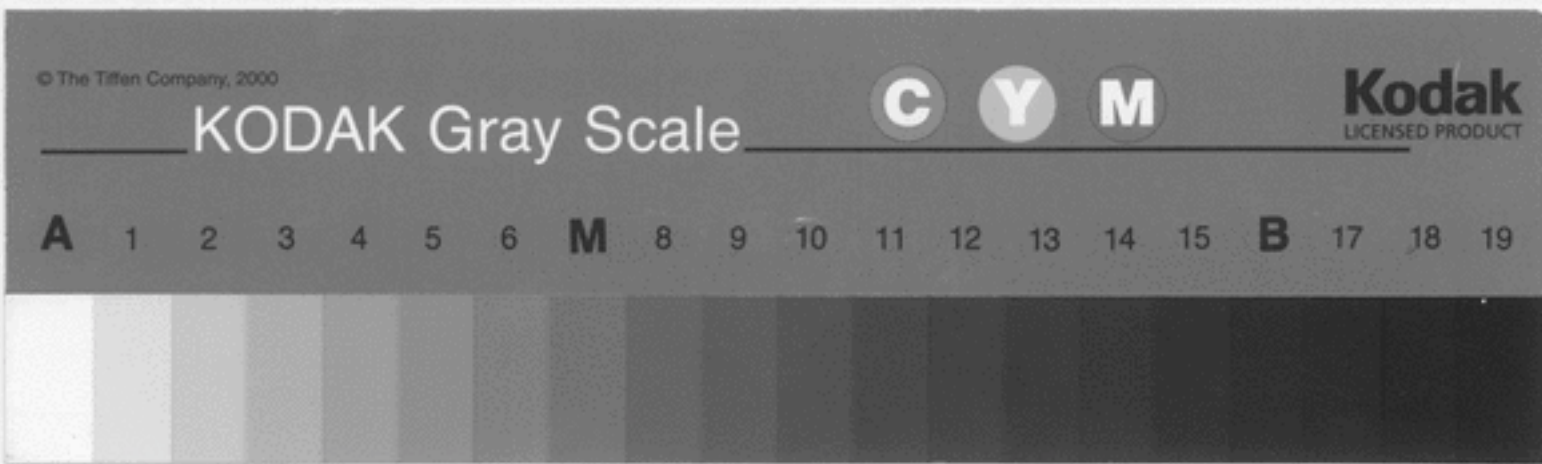 © The Tiffen Company, 2000
KODAK Gray Scale
C Y M
Kodak
LICENSED PRODUCT
A 1 2 3 4 5 6 M 8 9 10 11 12 13 14 15 B 17 18 19